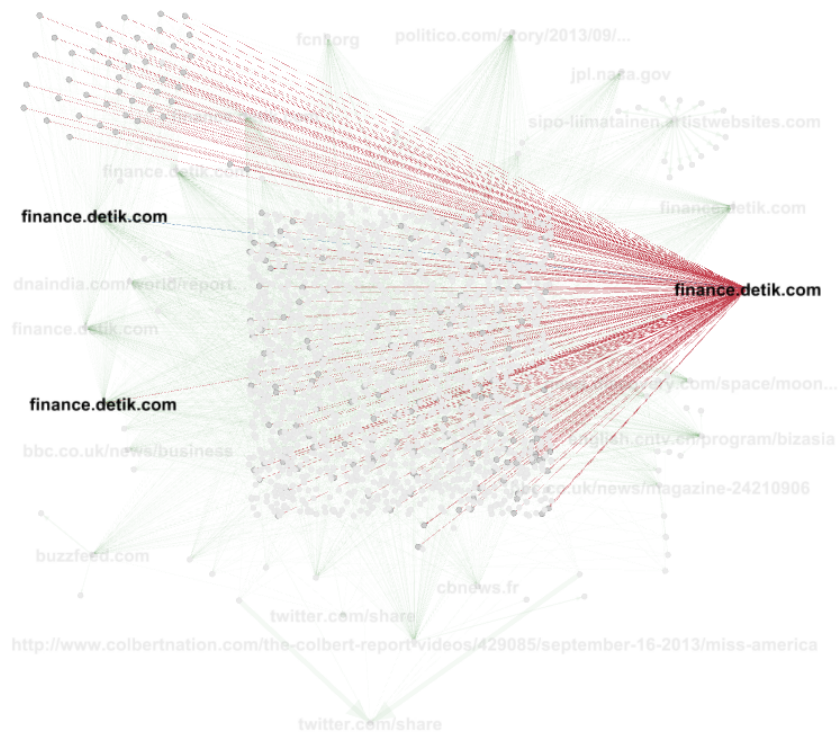 fcnl.org
politico.com/story/2013/09/...
jpl.nasa.gov
sipo-liimatainen.artistwebsites.com
finance.detik.com
finance.detik.com
finance.detik.com
dnaindia.com/world/report...
finance.detik.com
finance.detik.com
.com/space/moon...
finance.detik.com
english.cntv.cn/program/bizasia
bbc.co.uk/news/business
.co.uk/news/magazine-24210906
buzzfeed.com
cbnews.fr
twitter.com/share
http://www.colbertnation.com/the-colbert-report-videos/429085/september-16-2013/miss-america
twitter.com/share